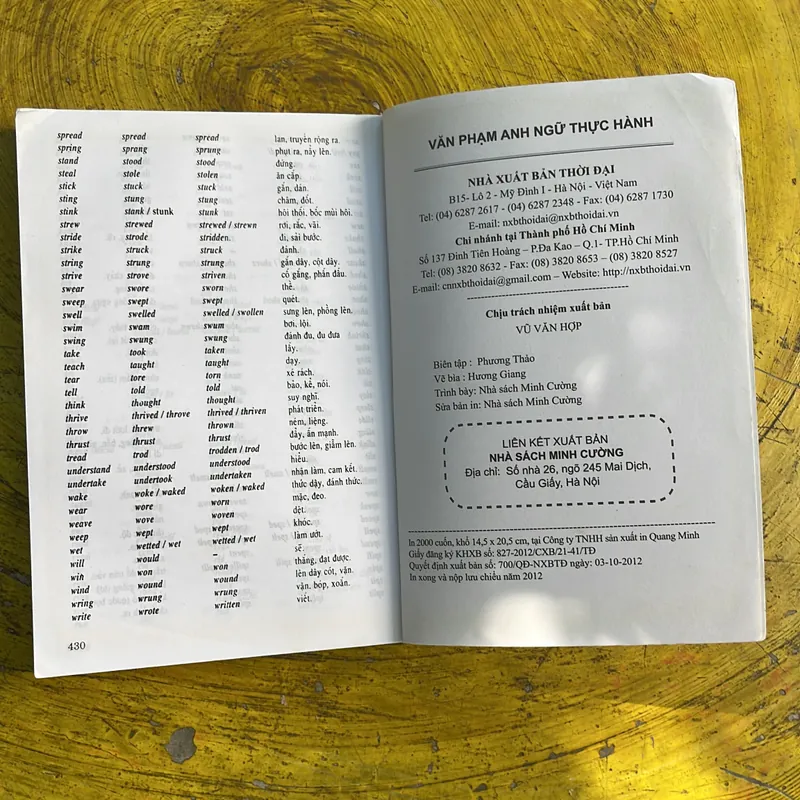 spread spread spread lan, truyền rộng ra.
spring sprang sprung phụt ra, nảy lên.
stand stood stood đứng.
steal stole stolen ăn cắp.
stick stuck stuck gắn, dán.
sting stung stung châm, đốt.
stink stank / stunk stunk hôi thối, bốc mùi hôi.
strew strewed strewed / strewn rơi, rắc, vãi.
stride strode stridden. đi, sải bước.
strike struck struck đánh.
string strung strung gắn dây, cột dây.
strive strove striven cố gắng, phấn đấu.
swear swore sworn thề.
sweep swept swept quét.
swell swelled swelled / swollen sưng lên, phồng lên.
swim swam swum bơi, lội.
swing swung swung đánh đu, đu đưa
take took taken lấy.
teach taught taught dạy.
tear tore torn xé rách.
tell told told bảo, kể, nói.
think thought thought suy nghĩ.
thrive thrived / throve thrived / thriven phát triển.
throw threw thrown ném, liệng.
thrust thrust thrust đẩy, ấn mạnh.
tread trod trodden / trod bước lên, giẫm lên.
understand understood understood hiểu.
undertake undertook undertaken nhận làm, cam kết.
wake woke / waked woken / waked thức dậy, đánh thức.
wear wore worn mặc, đeo.
weave wove woven dệt.
weep wept wept khóc.
wet wetted / wet wetted / wet làm ướt.
will would – sẽ.
win won won thắng, đạt được.
wind wound wound lên dây cót, vặn.
wring wrung wrung vặn, bóp, xoắn.
write wrote written viết.
430
VĂN PHẠM ANH NGỮ THỰC HÀNH
NHÀ XUẤT BẢN THỜI ĐẠI
B15- Lô 2 - Mỹ Đình I - Hà Nội - Việt Nam
Tel: (04) 6287 2617 - (04) 6287 2348 - Fax: (04) 6287 1730
E-mail: nxbthoidai@nxbthoidai.vn
Chi nhánh tại Thành phố Hồ Chí Minh
Số 137 Đinh Tiên Hoàng – P.Đa Kao – Q.1- TP.Hồ Chí Minh
Tel: (08) 3820 8632 - Fax: (08) 3820 8653 – (08) 3820 8527
E-mail: cnnxbthoidai@gmail.com – Website: http://nxbthoidai.vn
Chịu trách nhiệm xuất bản
VŨ VĂN HỢP
Biên tập : Phương Thảo
Vẽ bìa : Hương Giang
Trình bày: Nhà sách Minh Cường
Sửa bản in: Nhà sách Minh Cường
LIÊN KẾT XUẤT BẢN
NHÀ SÁCH MINH CƯỜNG
Địa chỉ: Số nhà 26, ngõ 245 Mai Dịch,
Cầu Giấy, Hà Nội
In 2000 cuốn, khổ 14,5 x 20,5 cm, tại Công ty TNHH sản xuất in Quang Minh
Giấy đăng ký KHXB số: 827-2012/CXB/21-41/TĐ
Quyết định xuất bản số: 700/QĐ-NXBTĐ ngày: 03-10-2012
In xong và nộp lưu chiểu năm 2012